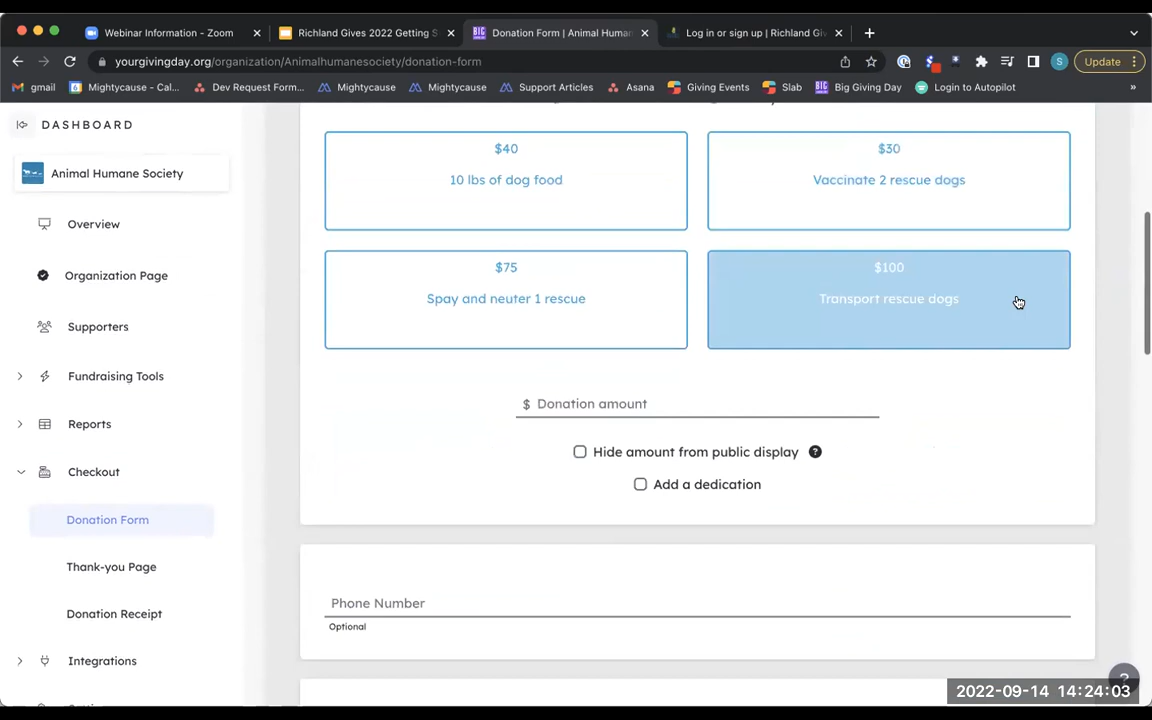 Webinar Information - Zoom
Richland Gives 2022 Getting S
Donation Form | Animal Human
Log in or sign up | Richland Giv
yourgivingday.org/organization/Animalhumanesociety/donation-form
S
Update
gmail
Mightycause - Cal...
Dev Request Form...
Mightycause
Mightycause
Support Articles
Asana
Giving Events
Slab
Big Giving Day
Login to Autopilot
»
DASHBOARD
Animal Humane Society
Overview
Organization Page
Supporters
Fundraising Tools
Reports
Checkout
Donation Form
Thank-you Page
Donation Receipt
Integrations
$40
10 lbs of dog food
$30
Vaccinate 2 rescue dogs
$75
Spay and neuter 1 rescue
$100
Transport rescue dogs
$ Donation amount
Hide amount from public display ?
Add a dedication
Phone Number
Optional
?
2022-09-14 14:24:03